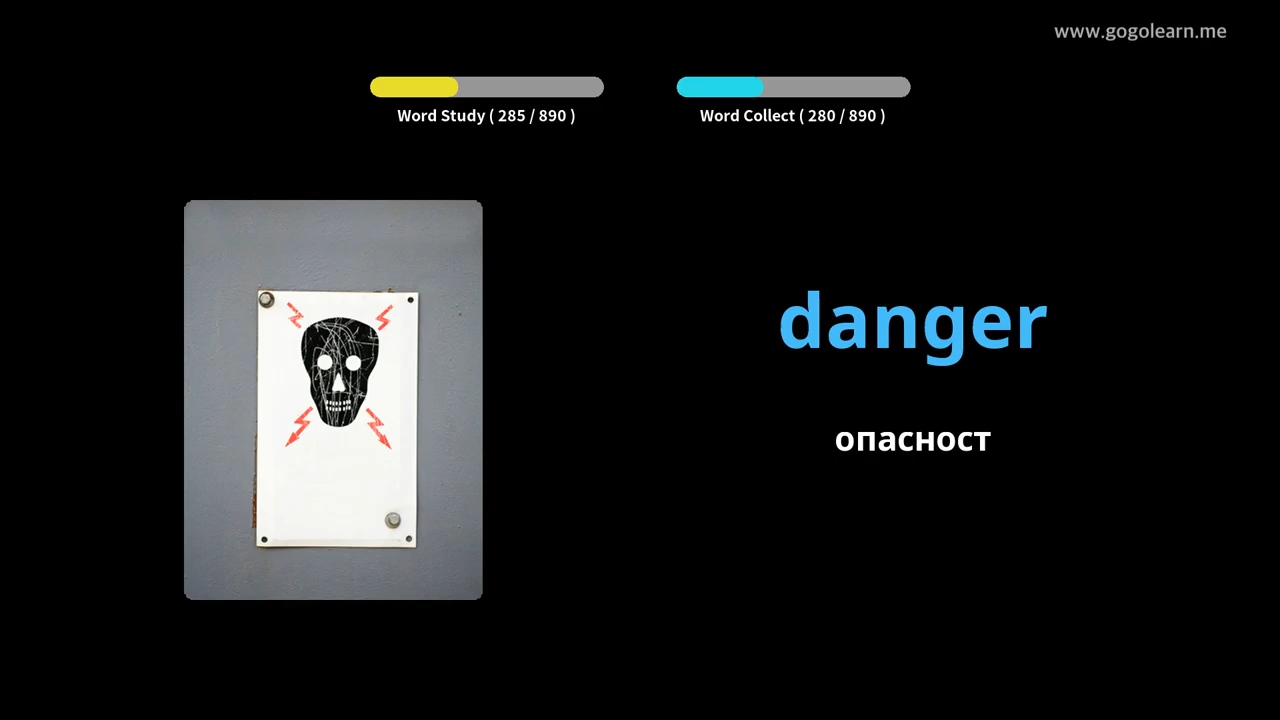 www.gogolearn.me
Word Study ( 285 / 890 )
Word Collect ( 280 / 890 )
danger
опасност